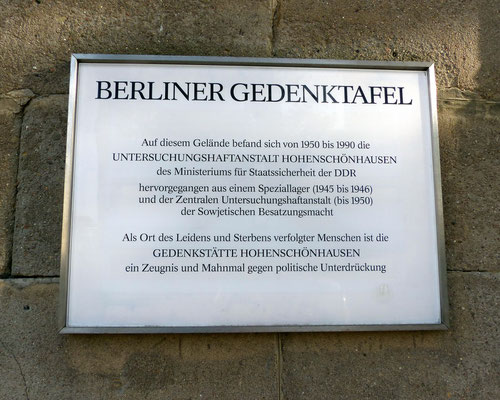 BERLINER GEDENKTAFEL
Auf diesem Gelände befand sich von 1950 bis 1990 die
UNTERSUCHUNGSHAFTANSTALT HOHENSCHÖNHAUSEN
des Ministeriums für Staatssicherheit der DDR
hervorgegangen aus einem Speziallager (1945 bis 1946)
und der Zentralen Untersuchungshaftanstalt (bis 1950)
der Sowjetischen Besatzungsmacht
Als Ort des Leidens und Sterbens verfolgter Menschen ist die
GEDENKSTÄTTE HOHENSCHÖNHAUSEN
ein Zeugnis und Mahnmal gegen politische Unterdrückung